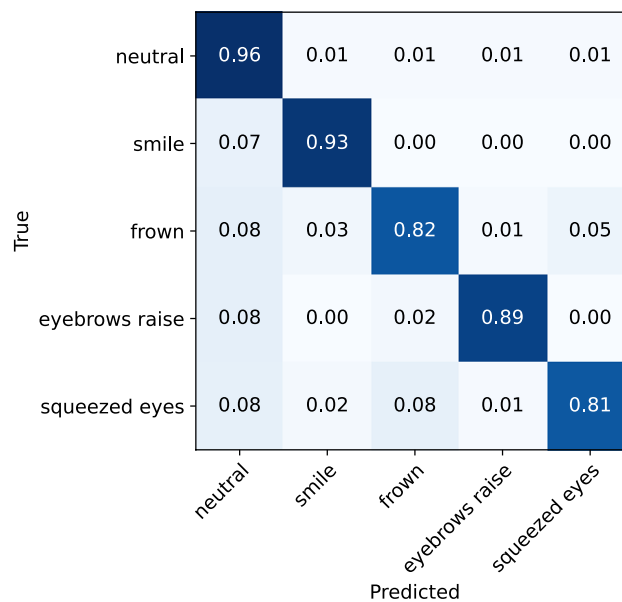 neutral 0.96 0.01 0.01 0.01 0.01
smile 0.07 0.93 0.00 0.00 0.00
frown 0.08 0.03 0.82 0.01 0.05
eyebrows raise 0.08 0.00 0.02 0.89 0.00
squeezed eyes 0.08 0.02 0.08 0.01 0.81
True
neutral smile frown eyebrows raise squeezed eyes
Predicted